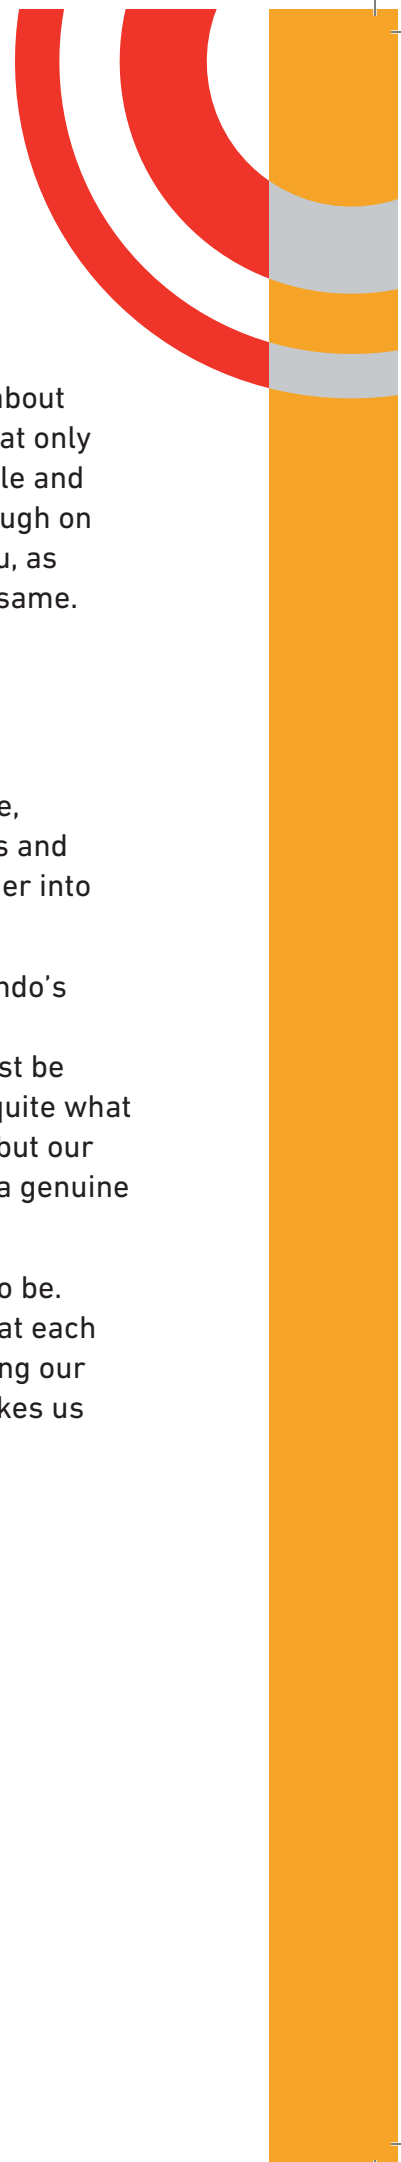 about
at only
le and
ugh on
u, as
same.
e,
s and
er into
ndo’s
st be
quite what
but our
a genuine
o be.
at each
ng our
kes us